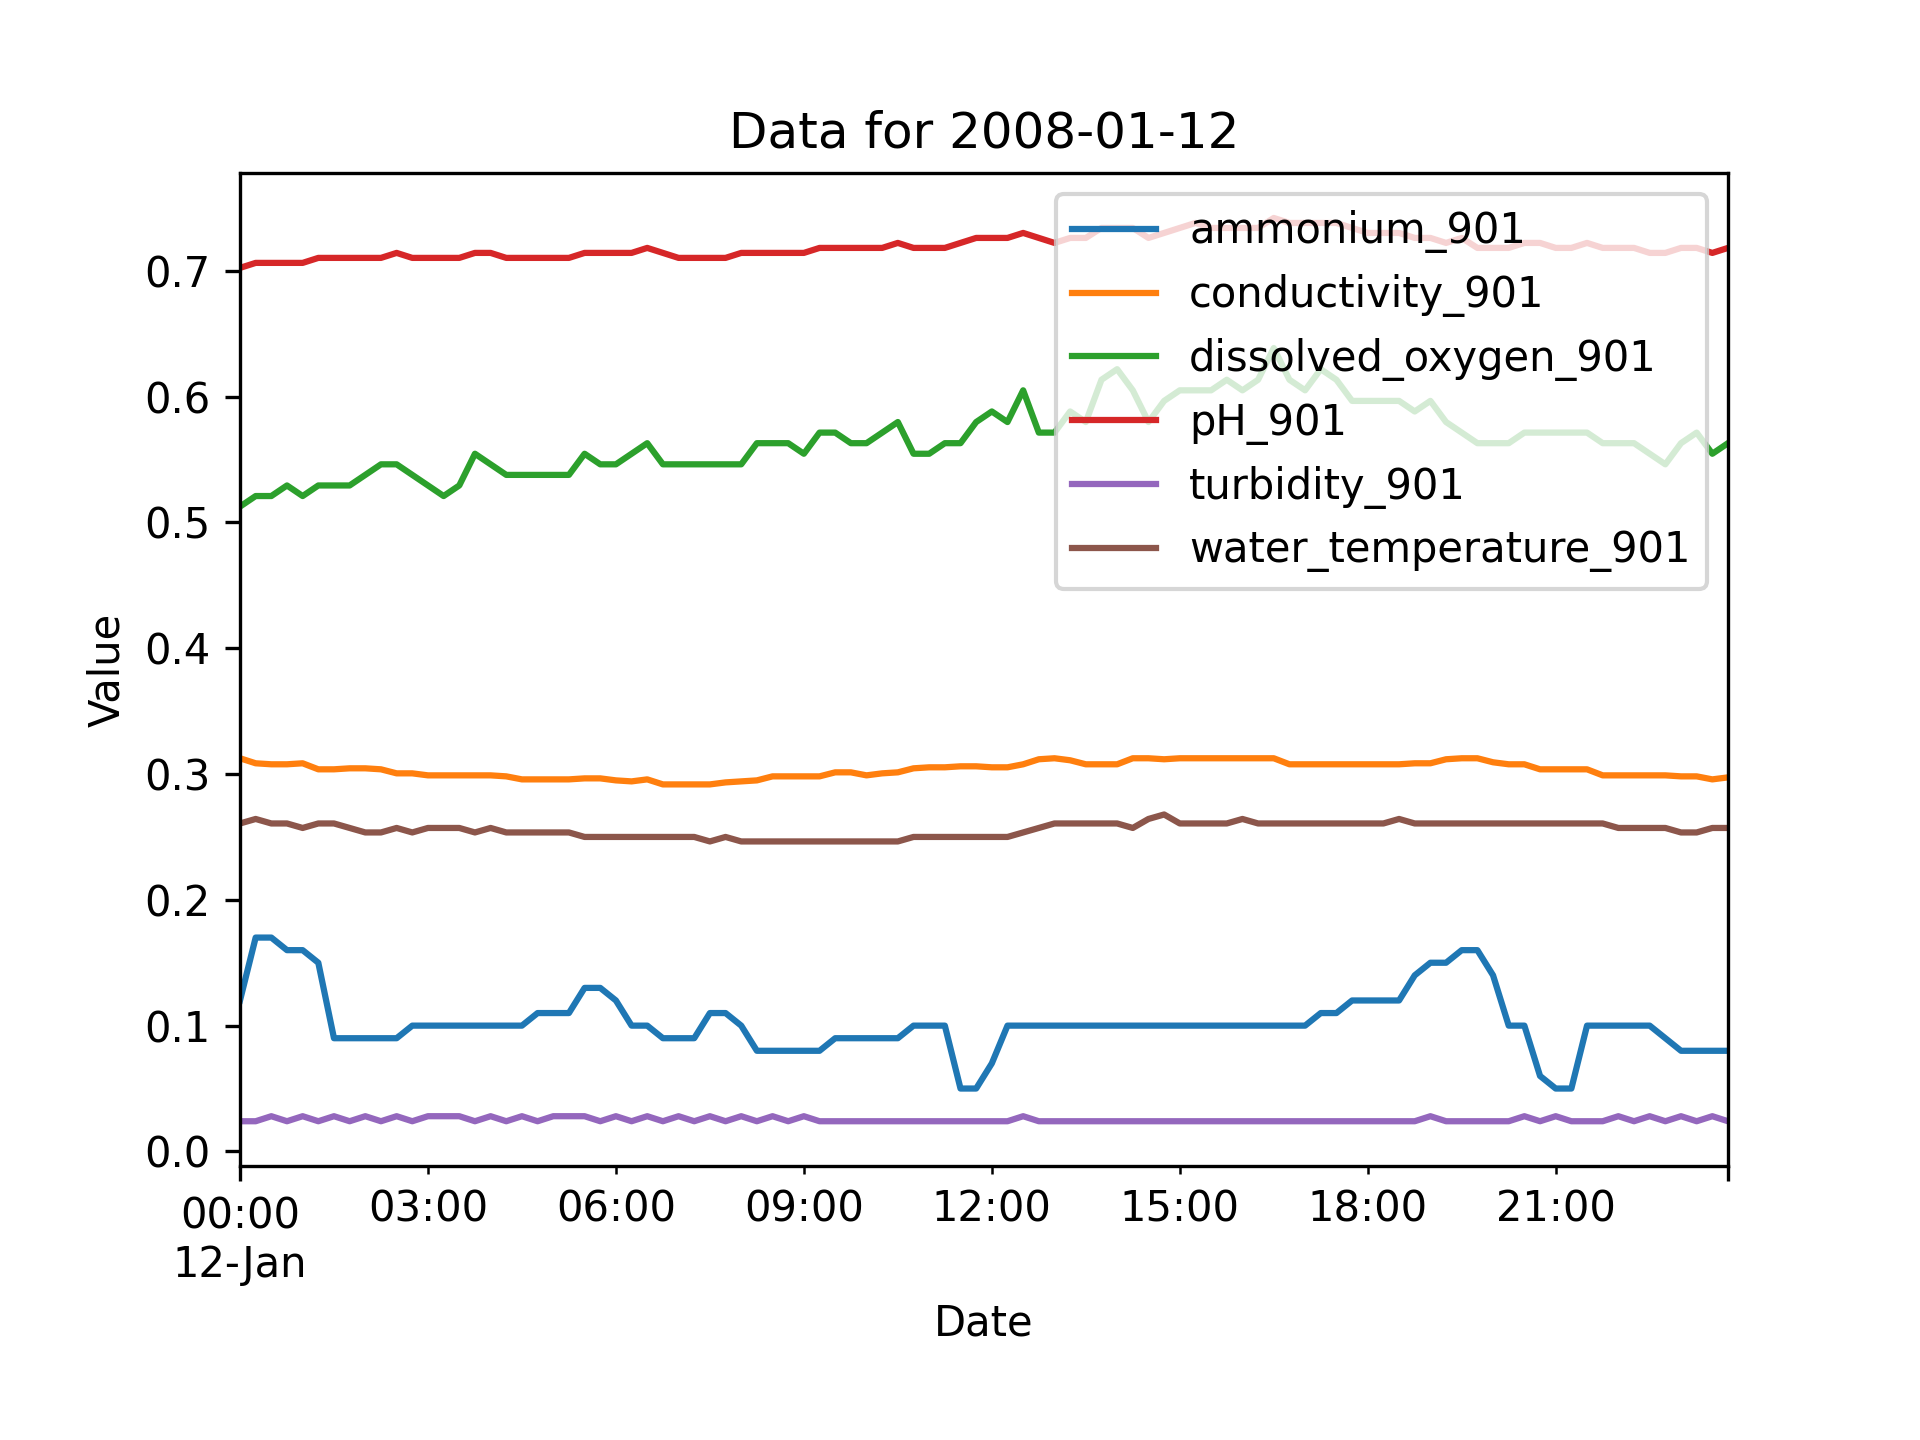 Data for 2008-01-12
ammonium_901
conductivity_901
dissolved_oxygen_901
pH_901
turbidity_901
water_temperature_901
Value
0.7
0.6
0.5
0.4
0.3
0.2
0.1
0.0
00:00 03:00 06:00 09:00 12:00 15:00 18:00 21:00
12-Jan
Date